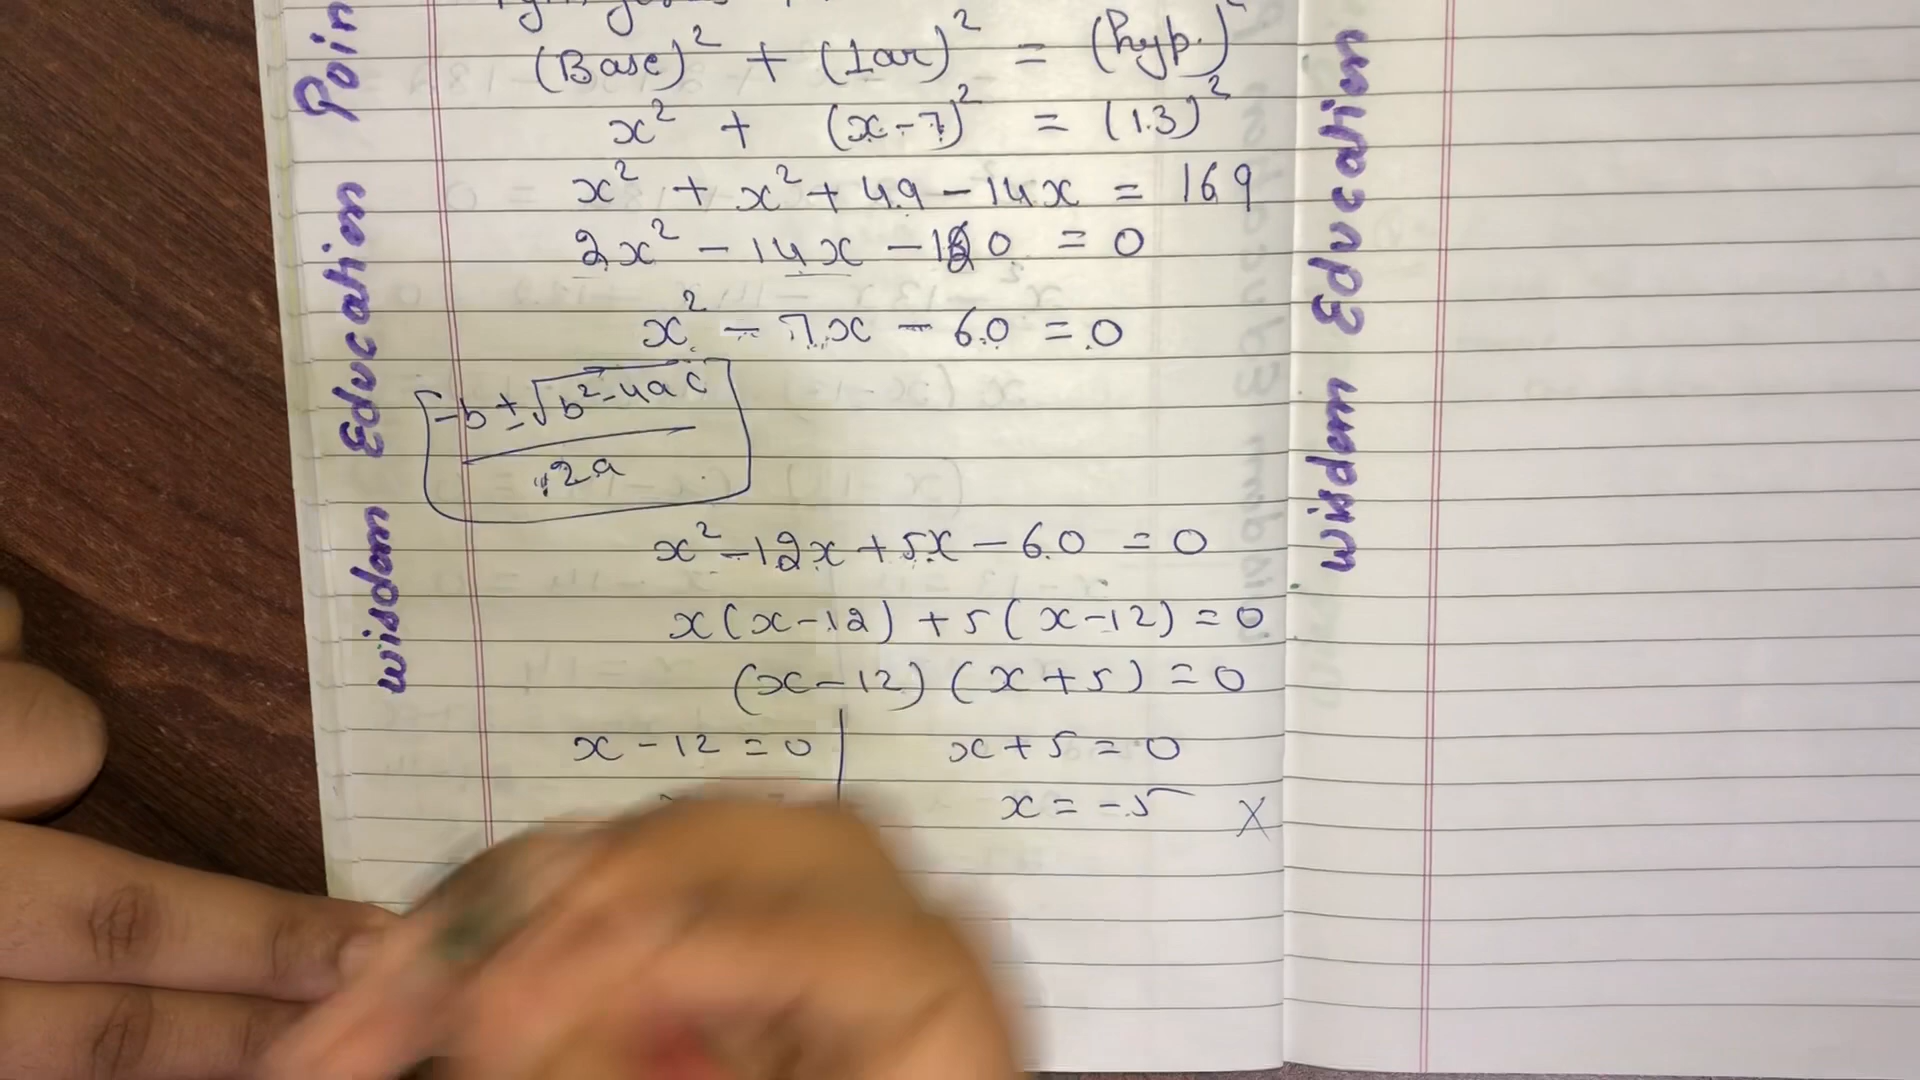 (Base)² + (Lar)² = (hyp.)²
x² + (x-7)² = (13)²
x² + x² + 49 - 14x = 169
2x² - 14x - 120 = 0
x² - 7x - 60 = 0
-b ± √b²-4ac
2a
x² - 12x + 5x - 60 = 0
x(x-12) + 5(x-12) = 0
(x-12) (x+5) = 0
x - 12 = 0 | x + 5 = 0
x = -5 X
wisdom Education Poin
wisdom Education